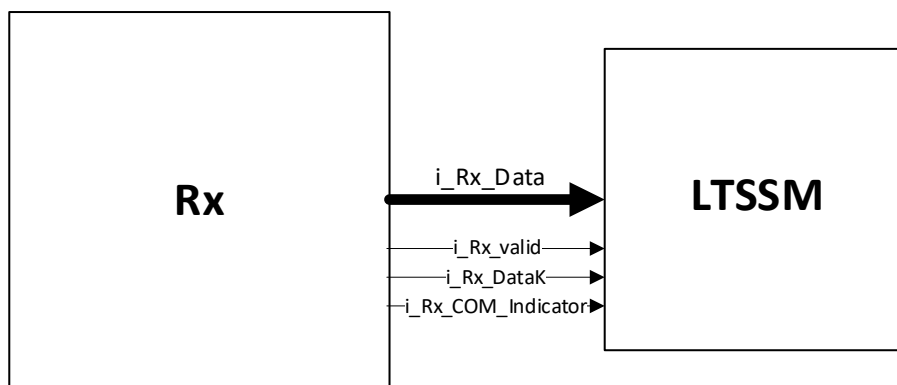 Rx
i_Rx_Data
i_Rx_valid
i_Rx_DataK
i_Rx_COM_Indicator
LTSSM